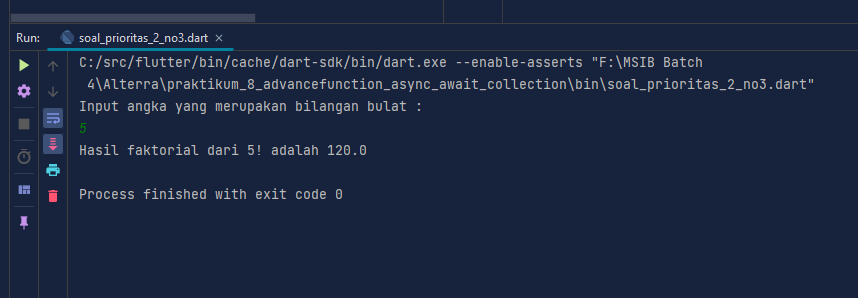 Run: soal_prioritas_2_no3.dart ×
C:/src/flutter/bin/cache/dart-sdk/bin/dart.exe --enable-asserts "F:\MSIB Batch
4\Alterra\praktikum_8_advancefunction_async_await_collection\bin\soal_prioritas_2_no3.dart"
Input angka yang merupakan bilangan bulat :
5
Hasil faktorial dari 5! adalah 120.0
Process finished with exit code 0